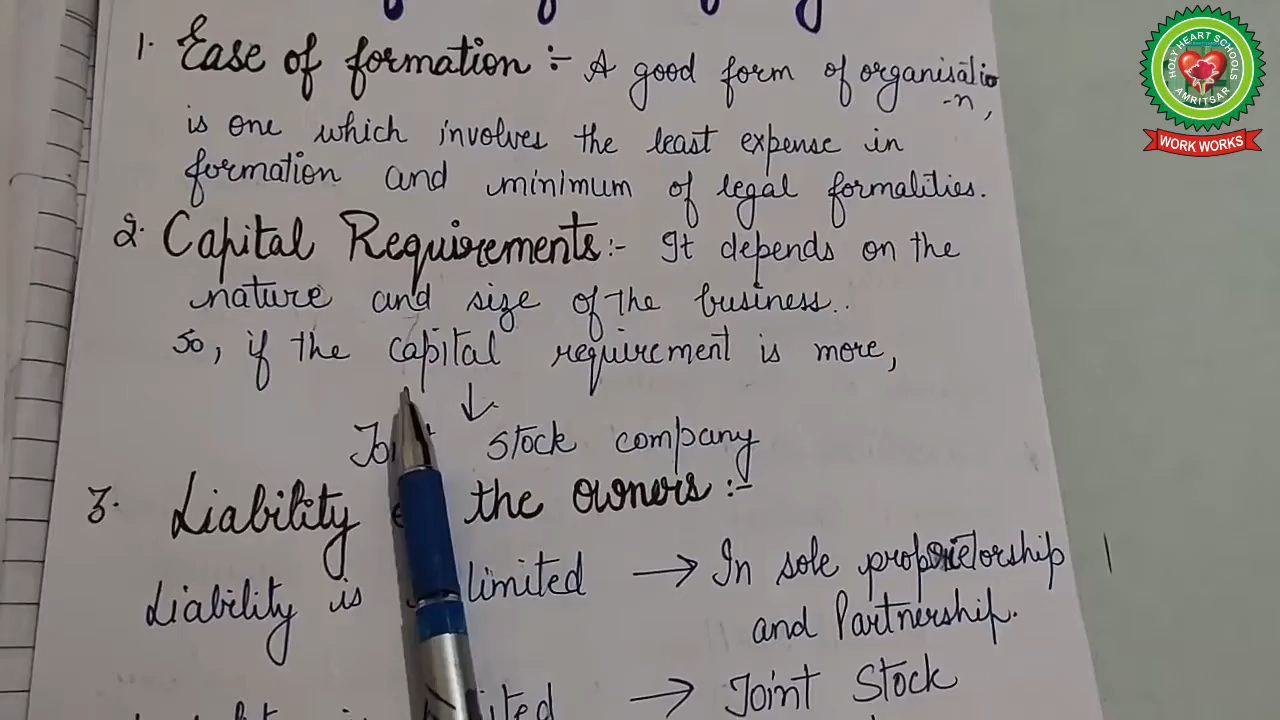 1. Ease of formation :- A good form of organisatio
-n,
is one which involves the least expense in
formation and minimum of legal formalities.
2. Capital Requirements:- It depends on the
nature and size of the business..
So, if the capital requirement is more,
↓
Stock company
3. Liability the owners :-
Liability is limited → In sole proprietorship
and Partnership.
→ Joint Stock
HOLY HEART SCHOOLS
AMRITSAR
WORK WORKS